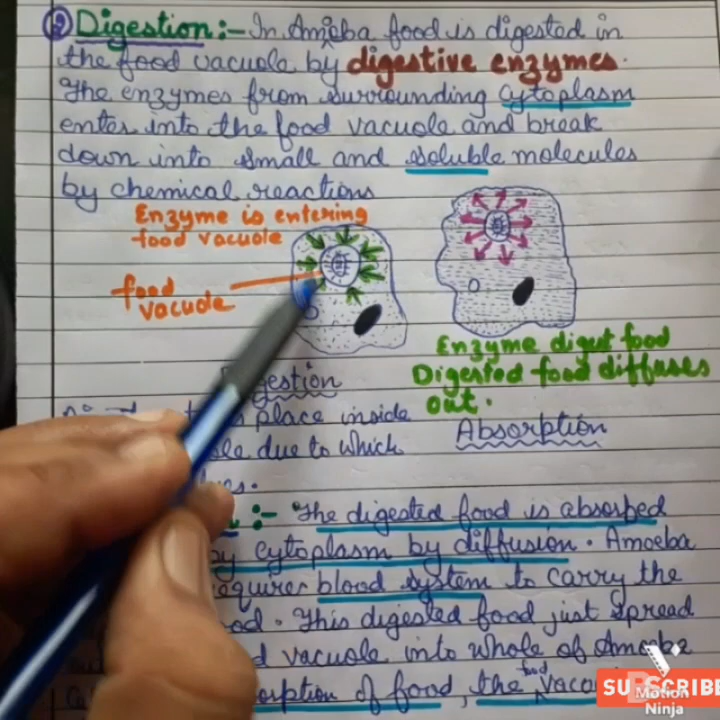 ② Digestion :- In Amoeba food is digested in
the food vacuole by digestive enzymes.
The enzymes from surrounding cytoplasm
enter into the food vacuole and break
down into small and soluble molecules
by chemical reactions
Enzyme is entering
food vacuole
food
vacuole
Enzyme digest food
Digested food diffuses
out.
Absorption
place inside
due to which
:- The digested food is absorbed
by cytoplasm by diffusion. Amoeba
blood system to carry the
This digested food just spread
vacuole into whole of Amoeba
of food, the food
SUBSCRIBE
Motion
Ninja